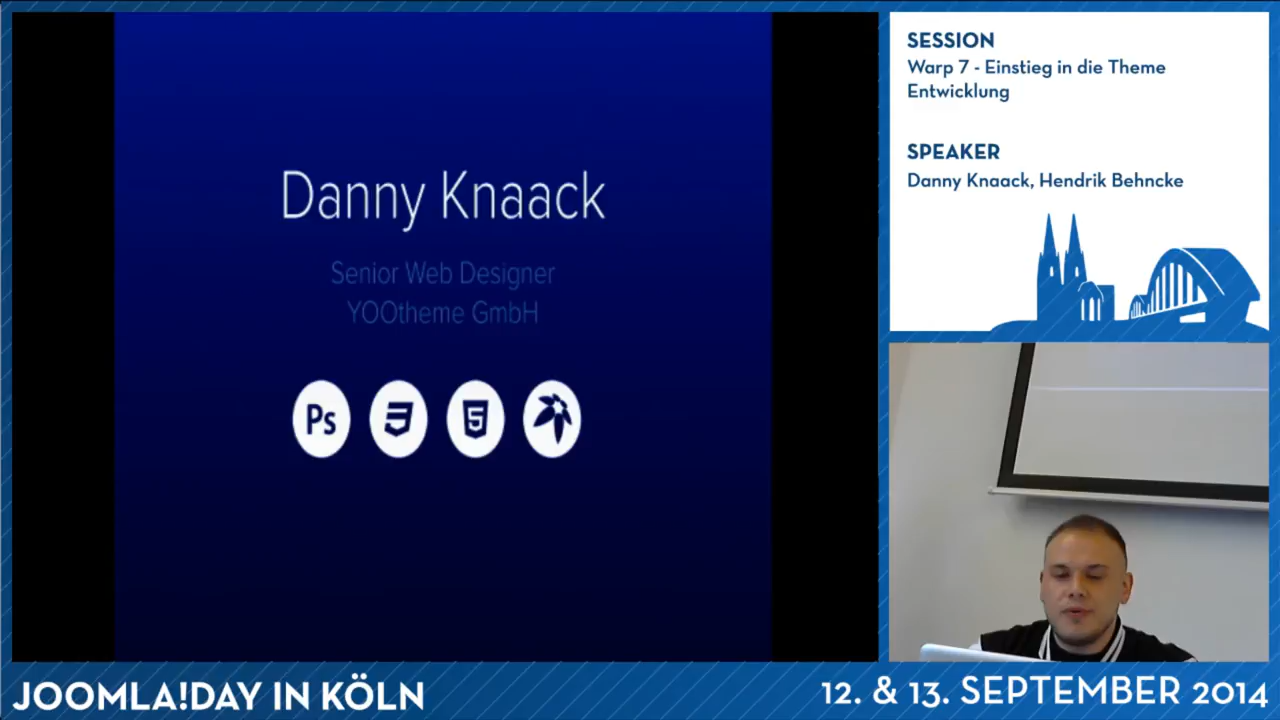 Danny Knaack
Senior Web Designer
YOOtheme GmbH
Ps
SESSION
Warp 7 - Einstieg in die Theme
Entwicklung
SPEAKER
Danny Knaack, Hendrik Behncke
JOOMLA!DAY IN KÖLN
12. & 13. SEPTEMBER 2014